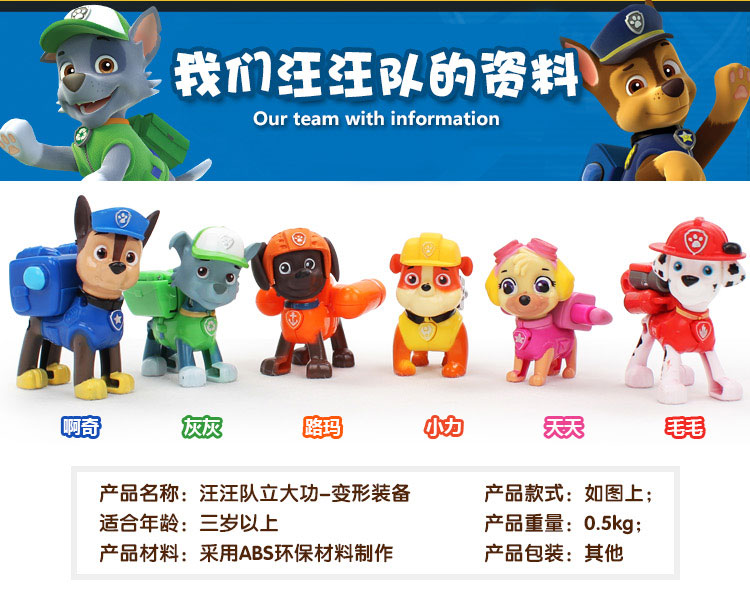 我们汪汪队的资料
Our team with information
啊奇 灰灰 路玛 小力 天天 毛毛
产品名称：汪汪队立大功-变形装备 产品款式：如图上；
适合年龄：三岁以上 产品重量：0.5kg；
产品材料：采用ABS环保材料制作 产品包装：其他